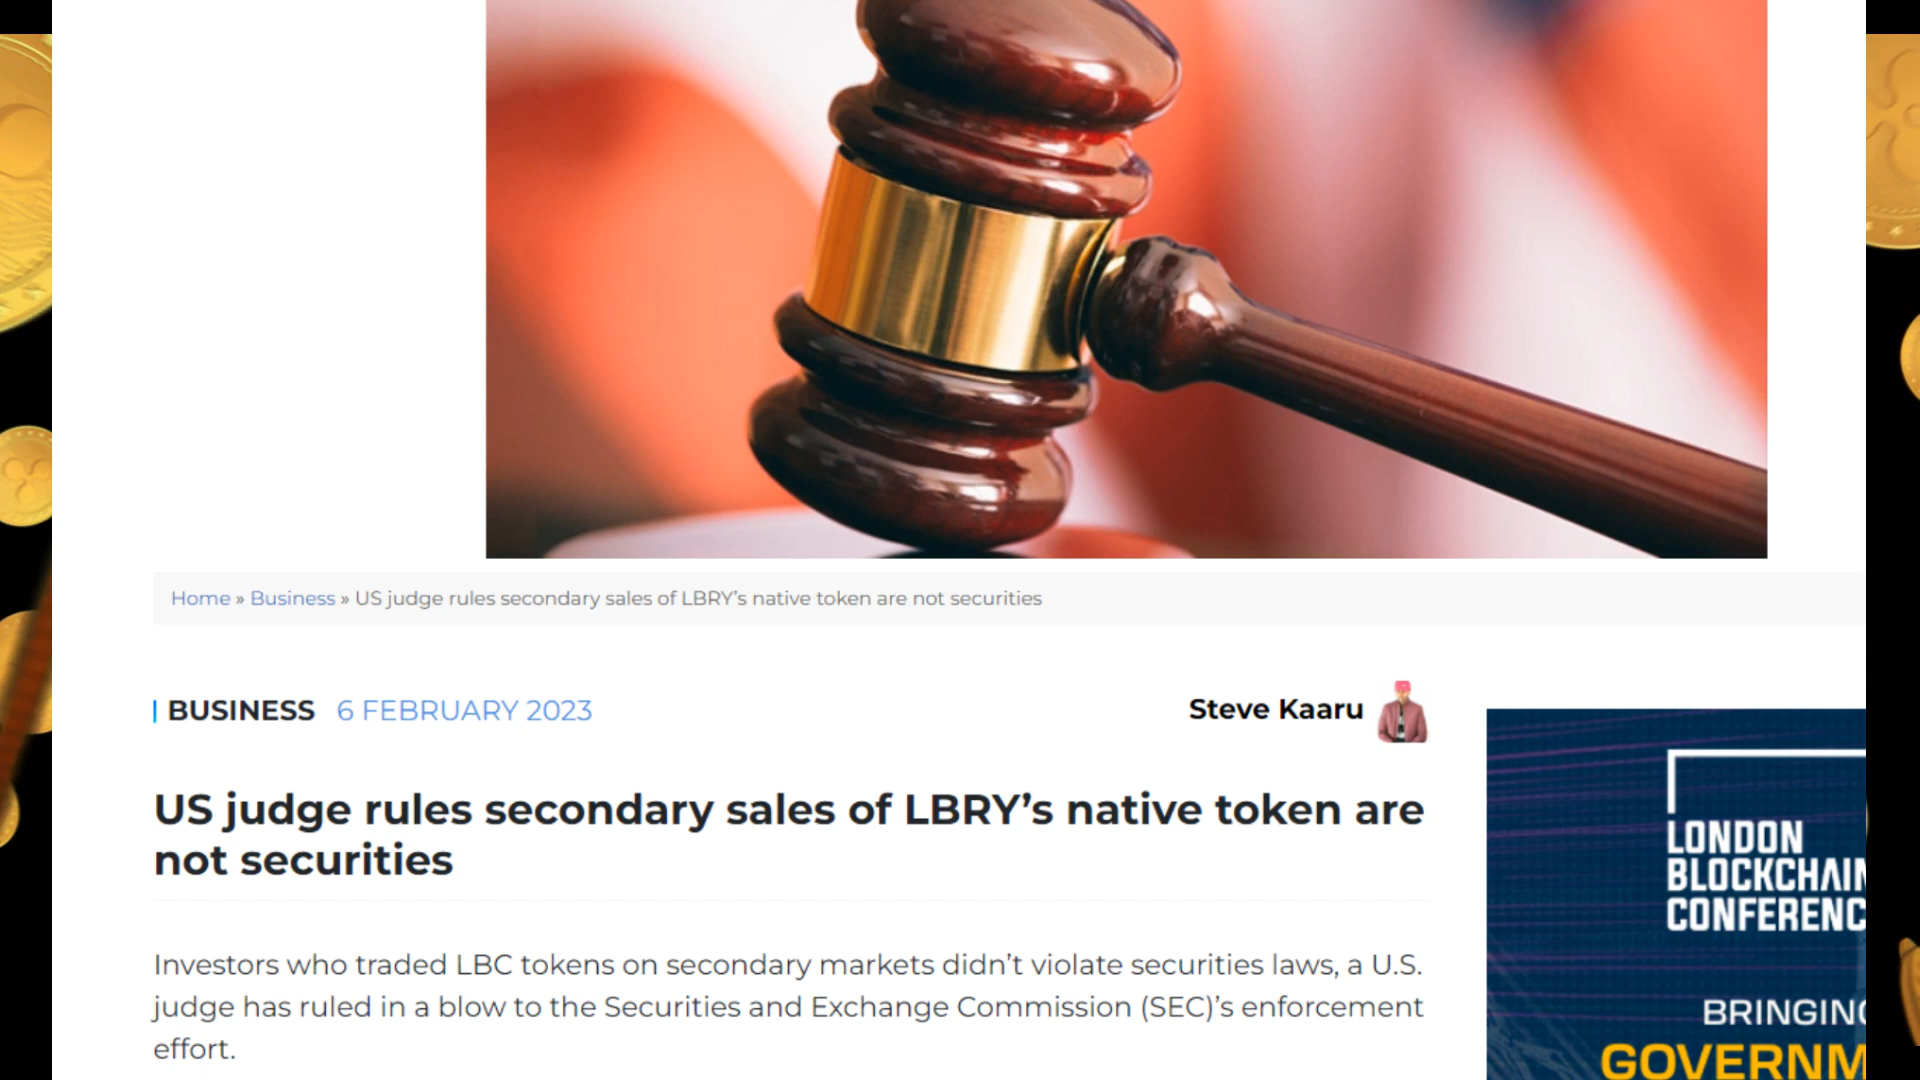 Home » Business » US judge rules secondary sales of LBRY’s native token are not securities
BUSINESS 6 FEBRUARY 2023
Steve Kaaru
US judge rules secondary sales of LBRY’s native token are
not securities
Investors who traded LBC tokens on secondary markets didn’t violate securities laws, a U.S.
judge has ruled in a blow to the Securities and Exchange Commission (SEC)’s enforcement
effort.
LONDON